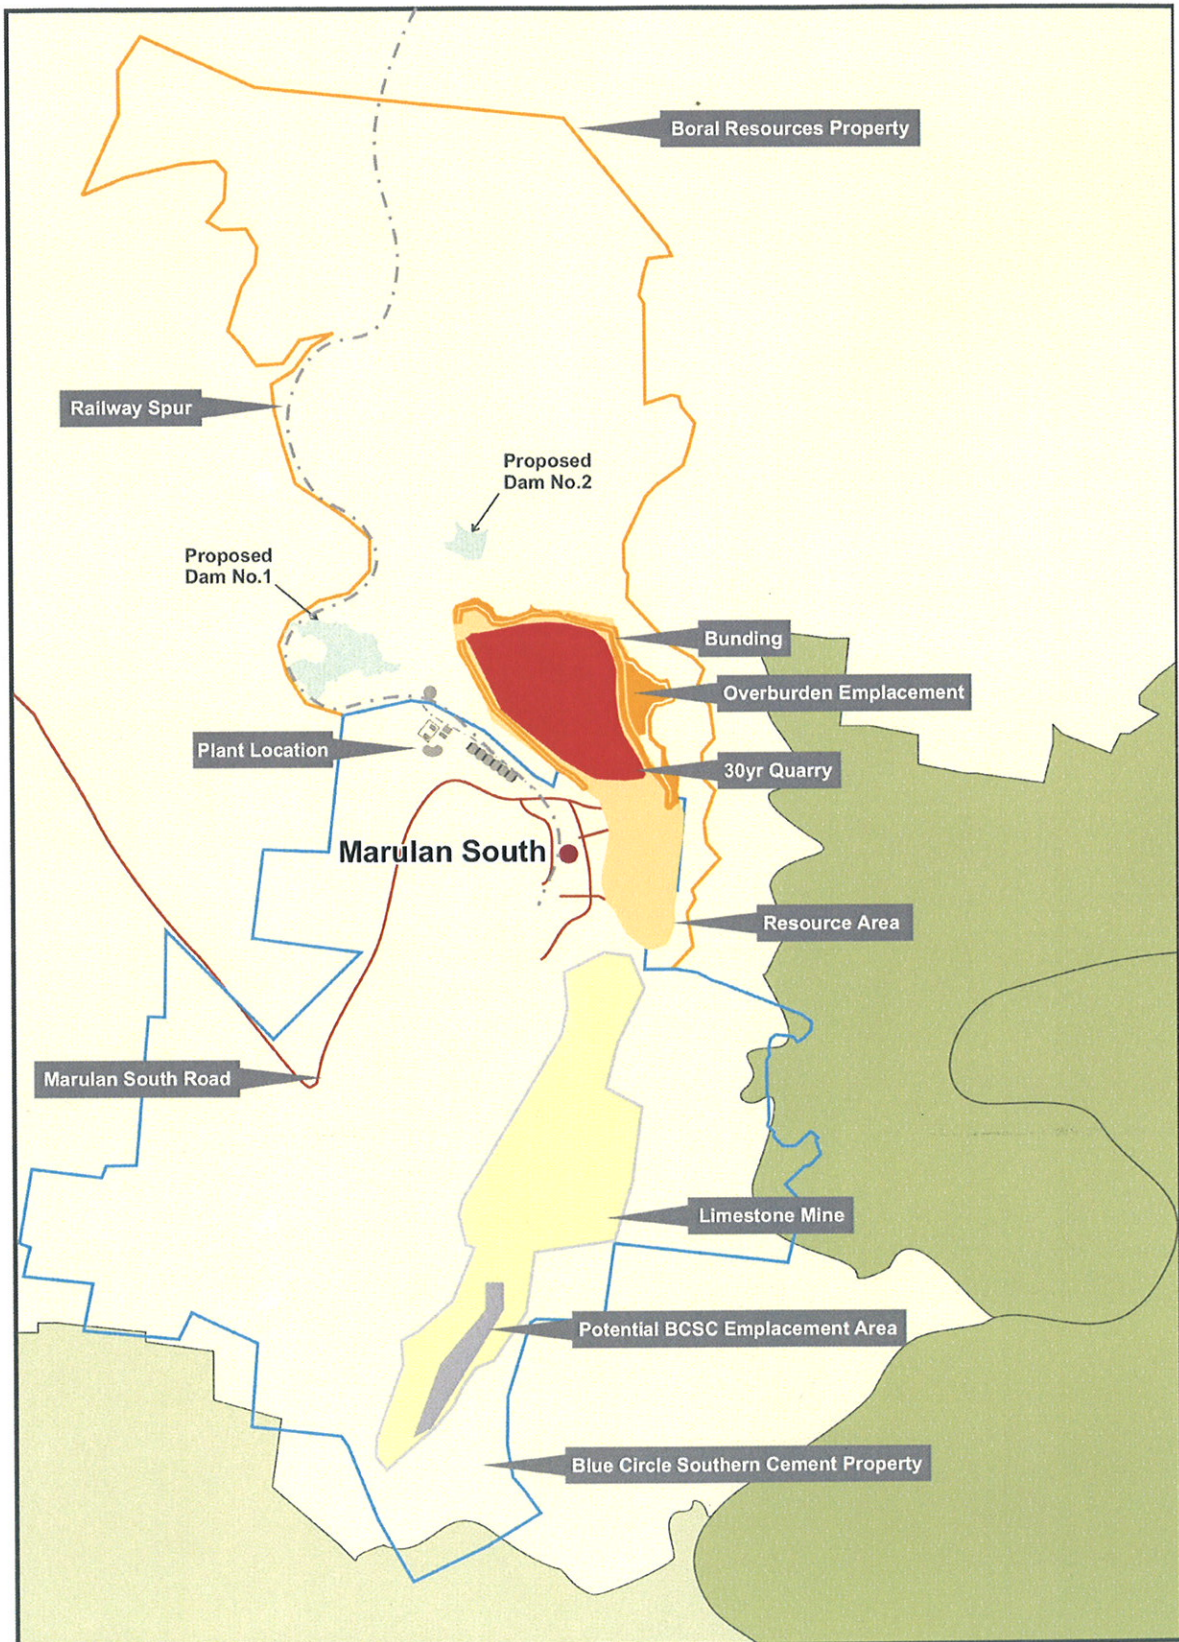 Boral Resources Property
Railway Spur
Proposed
Dam No.2
Proposed
Dam No.1
Bunding
Overburden Emplacement
Plant Location
30yr Quarry
Marulan South
Resource Area
Marulan South Road
Limestone Mine
Potential BCSC Emplacement Area
Blue Circle Southern Cement Property